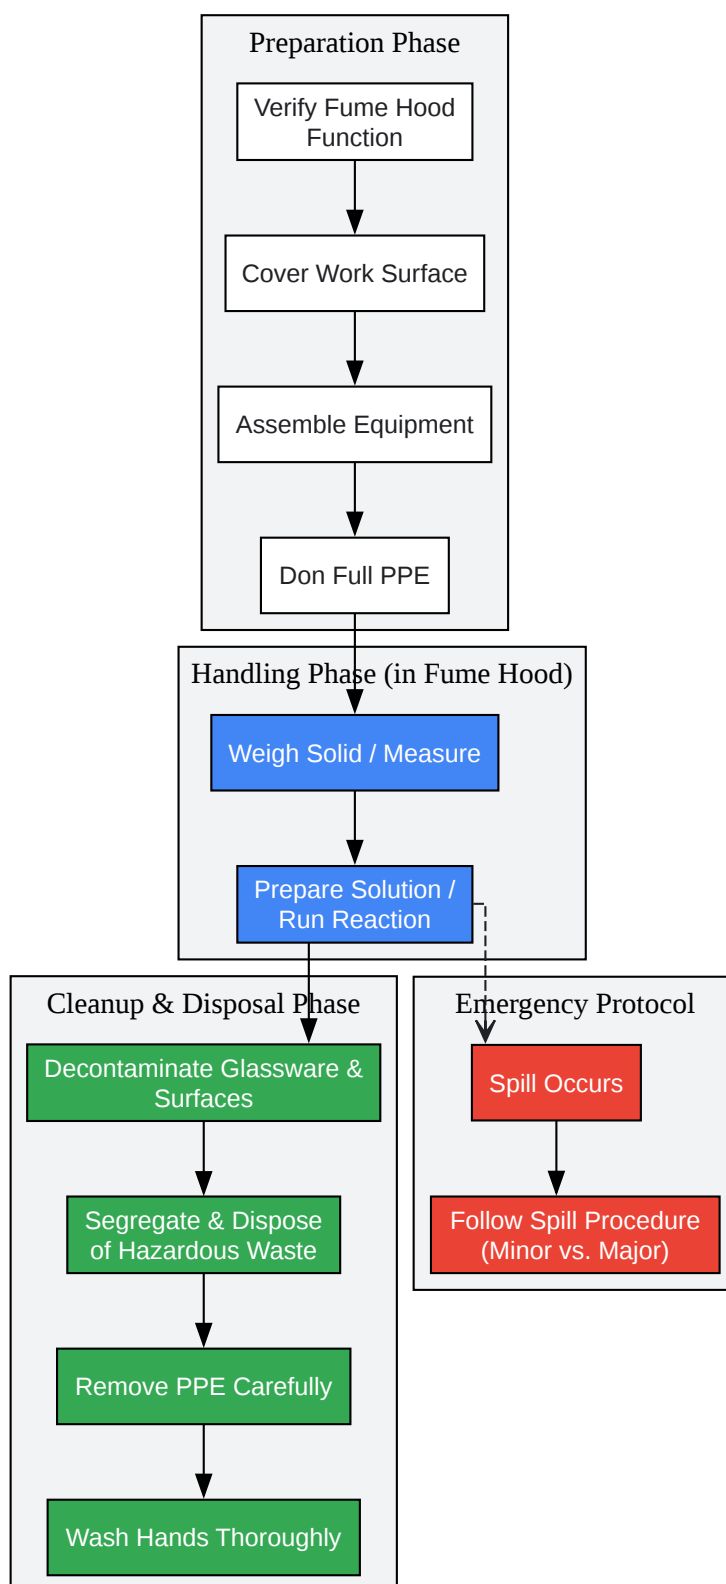 Preparation Phase
Verify Fume Hood
Function
Cover Work Surface
Assemble Equipment
Don Full PPE
Handling Phase (in Fume Hood)
Weigh Solid / Measure
Prepare Solution /
Run Reaction
Cleanup & Disposal Phase
Decontaminate Glassware &
Surfaces
Segregate & Dispose
of Hazardous Waste
Remove PPE Carefully
Wash Hands Thoroughly
Emergency Protocol
Spill Occurs
Follow Spill Procedure
(Minor vs. Major)